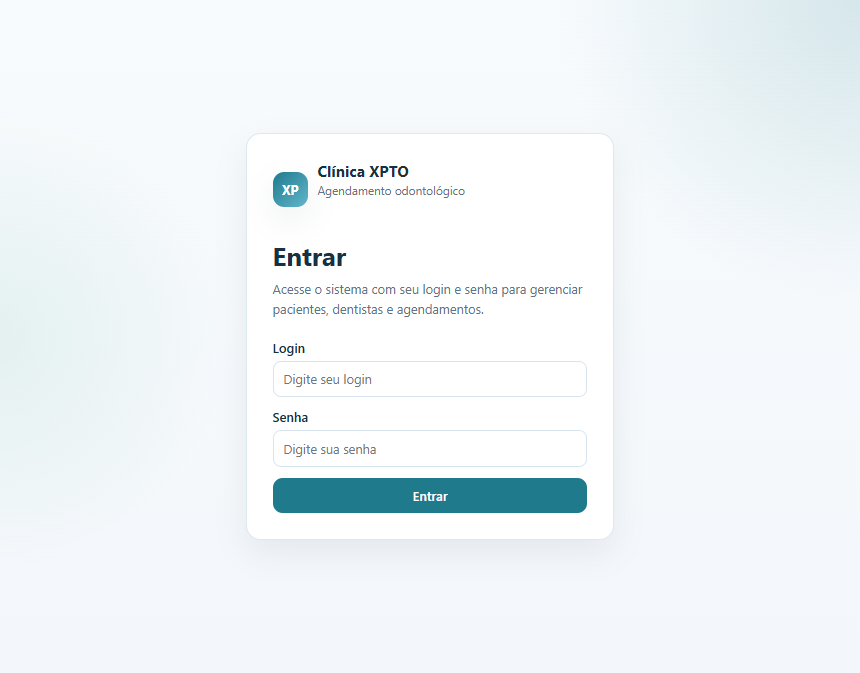 XP
Clínica XPTO
Agendamento odontológico
Entrar
Acesse o sistema com seu login e senha para gerenciar
pacientes, dentistas e agendamentos.
Login
Digite seu login
Senha
Digite sua senha
Entrar